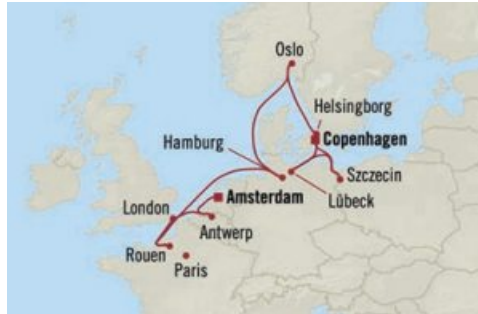 Oslo
Helsingborg
Copenhagen
Hamburg
Szczecin
Lübeck
Amsterdam
London
Antwerp
Rouen
Paris